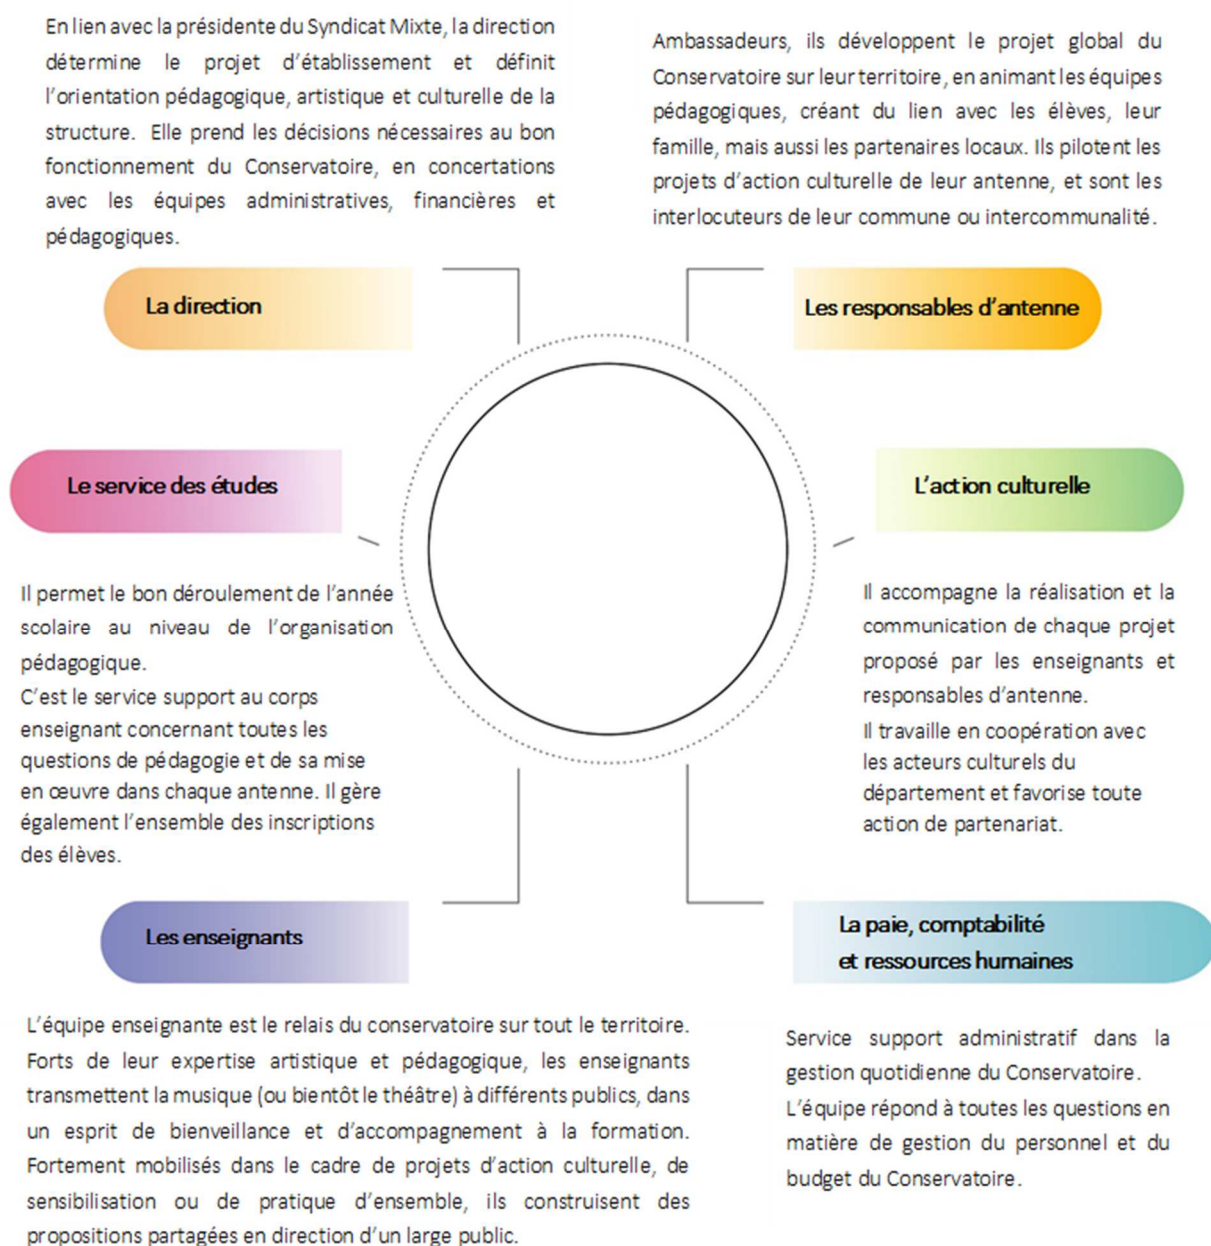 En lien avec la présidente du Syndicat Mixte, la direction
détermine le projet d'établissement et définit
l'orientation pédagogique, artistique et culturelle de la
structure. Elle prend les décisions nécessaires au bon
fonctionnement du Conservatoire, en concertations
avec les équipes administratives, financières et
pédagogiques.
Ambassadeurs, ils développent le projet global du
Conservatoire sur leur territoire, en animant les équipes
pédagogiques, créant du lien avec les élèves, leur
famille, mais aussi les partenaires locaux. Ils pilotent les
projets d'action culturelle de leur antenne, et sont les
interlocuteurs de leur commune ou intercommunalité.
La direction
Les responsables d'antenne
Le service des études
L'action culturelle
Il permet le bon déroulement de l'année
scolaire au niveau de l'organisation
pédagogique.
C'est le service support au corps
enseignant concernant toutes les
questions de pédagogie et de sa mise
en œuvre dans chaque antenne. Il gère
également l'ensemble des inscriptions
des élèves.
Il accompagne la réalisation et la
communication de chaque projet
proposé par les enseignants et
responsables d'antenne.
Il travaille en coopération avec
les acteurs culturels du
département et favorise toute
action de partenariat.
Les enseignants
La paie, comptabilité
et ressources humaines
L'équipe enseignante est le relais du conservatoire sur tout le territoire.
Forts de leur expertise artistique et pédagogique, les enseignants
transmettent la musique (ou bientôt le théâtre) à différents publics, dans
un esprit de bienveillance et d'accompagnement à la formation.
Fortement mobilisés dans le cadre de projets d'action culturelle, de
sensibilisation ou de pratique d'ensemble, ils construisent des
propositions partagées en direction d'un large public.
Service support administratif dans la
gestion quotidienne du Conservatoire.
L'équipe répond à toutes les questions en
matière de gestion du personnel et du
budget du Conservatoire.